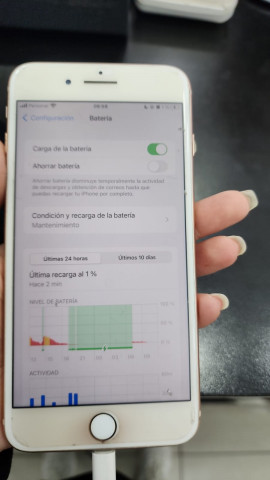 20:58
Configuración
Batería
Carga de la batería
Ahorrar batería
Ahorrar batería disminuye temporalmente la actividad
de descargas y obtención de correos hasta que
puedas recargar tu iPhone por completo.
Condición y recarga de la batería
Mantenimiento
Últimas 24 horas
Últimos 10 días
Última recarga al 1 %
Hace 2 min
NIVEL DE BATERÍA
100 %
50 %
0 %
ACTIVIDAD